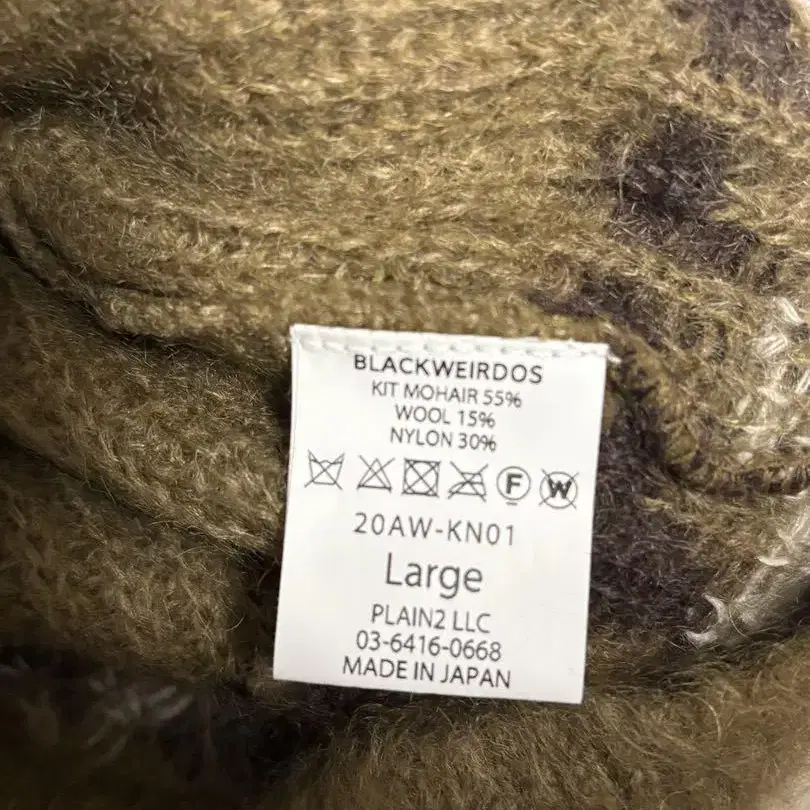 BLACKWEIRDOS
KIT MOHAIR 55%
WOOL 15%
NYLON 30%
F W
20AW-KN01
Large
PLAIN2 LLC
03-6416-0668
MADE IN JAPAN